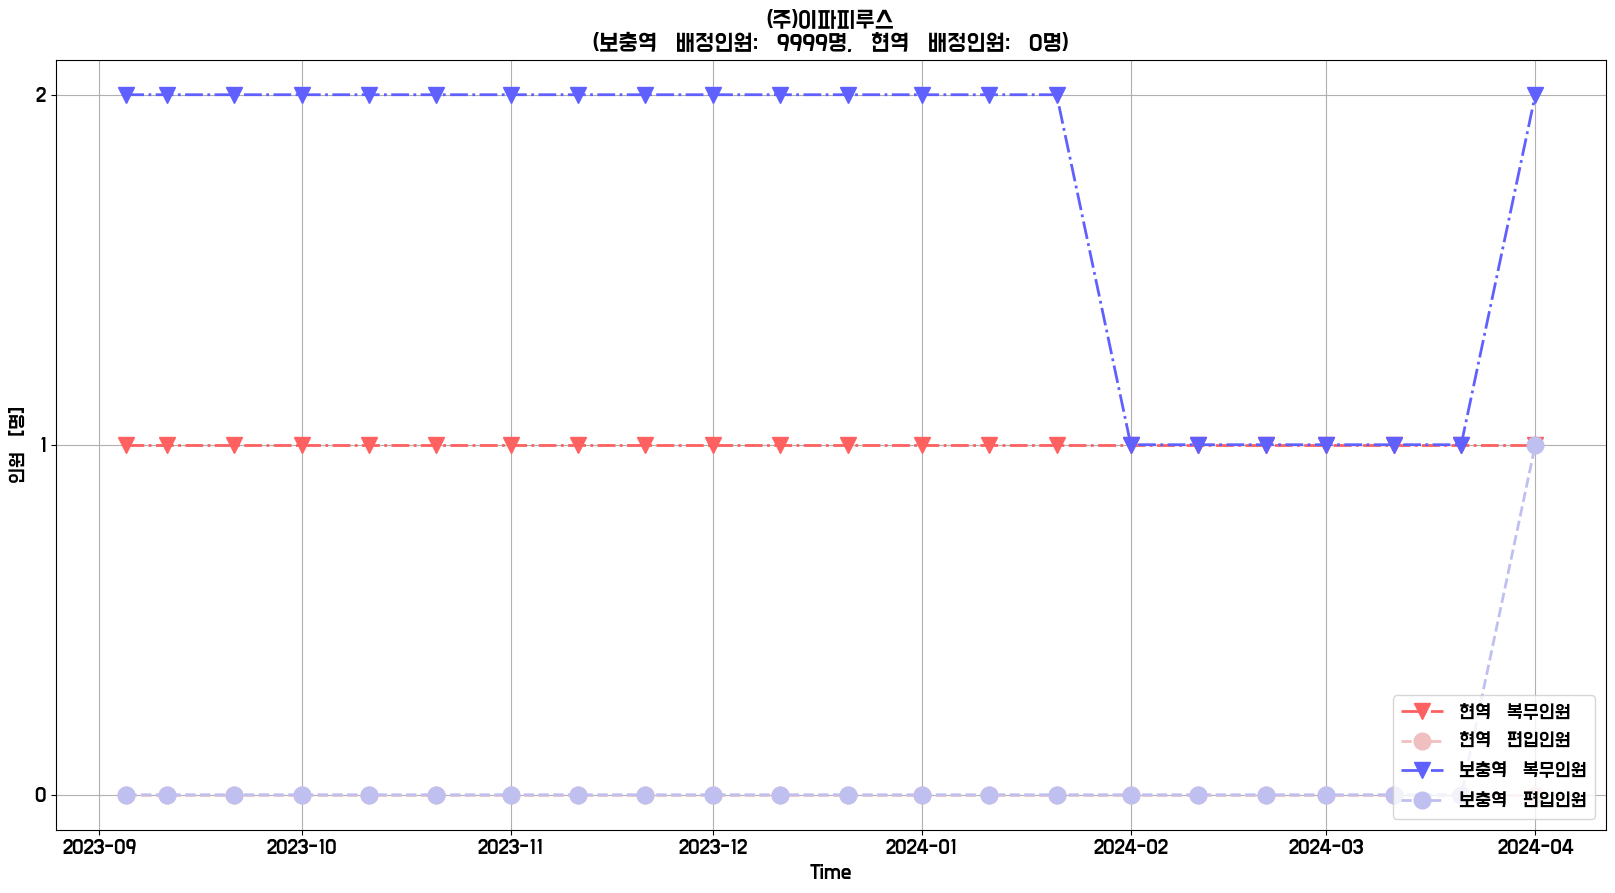 (주)이파피루스
(보충역 배정인원: 9999명, 현역 배정인원: 0명)
인원 [명]
2
1
0
2023-09 2023-10 2023-11 2023-12 2024-01 2024-02 2024-03 2024-04
Time
현역 복무인원
현역 편입인원
보충역 복무인원
보충역 편입인원